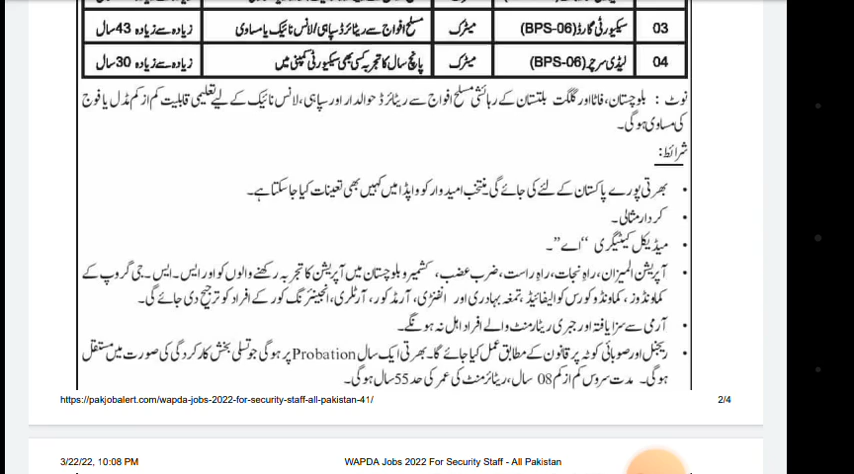 03 سیکیورٹی گارڈ (BPS-06) میٹرک مسلح افواج سے ریٹائرڈ سپاہی/لانس نائیک یا مساوی زیادہ سے زیادہ 43 سال
04 لیڈی سرچر (BPS-06) میٹرک پانچ سال کا تجربہ کسی بھی سیکیورٹی کمپنی میں زیادہ سے زیادہ 30 سال
نوٹ : بلوچستان، فاٹا اور گلگت بلتستان کے رہائشی مسلح افواج سے ریٹائرڈ حوالدار اور سپاہی، لانس نائیک کے لیے تعلیمی قابلیت کم از کم مڈل یا فوج
کی مساوی ہوگی۔
شرائط:
• بھرتی پورے پاکستان کے لئے کی جائے گی۔ منتخب امیدوار کو واپڈا میں کہیں بھی تعینات کیا جا سکتا ہے۔
• کردار مثالی۔
• میڈیکل کیٹیگری “اے”۔
• آپریشن المیزان، راہ نجات، راہ راست، ضرب عضب، کشمیر و بلوچستان میں آپریشن کا تجربہ رکھنے والوں کو اور ایس۔ایس۔جی گروپ کے
کمانڈوز، کمانڈو کورس کوالیفائیڈ، تمغہ بہادری اور انفنٹری، آرمڈ کور، آرٹلری، انجینئرنگ کور کے افراد کو ترجیح دی جائے گی۔
• آرمی سے سزا یافتہ اور جبری ریٹارمنٹ والے افراد اہل نہ ہونگے۔
• ریجنل اور صوبائی کوٹہ پر قانون کے مطابق عمل کیا جائے گا۔ بھرتی ایک سال Probation پر ہوگی جو تسلی بخش کارکردگی کی صورت میں مستقل
ہوگی۔ مدت سروس کم از کم 08 سال، ریٹائرمنٹ کی عمر کی حد 55 سال ہوگی۔
https://pakjobalert.com/wapda-jobs-2022-for-security-staff-all-pakistan-41/ 2/4
3/22/22, 10:08 PM WAPDA Jobs 2022 For Security Staff - All Pakistan